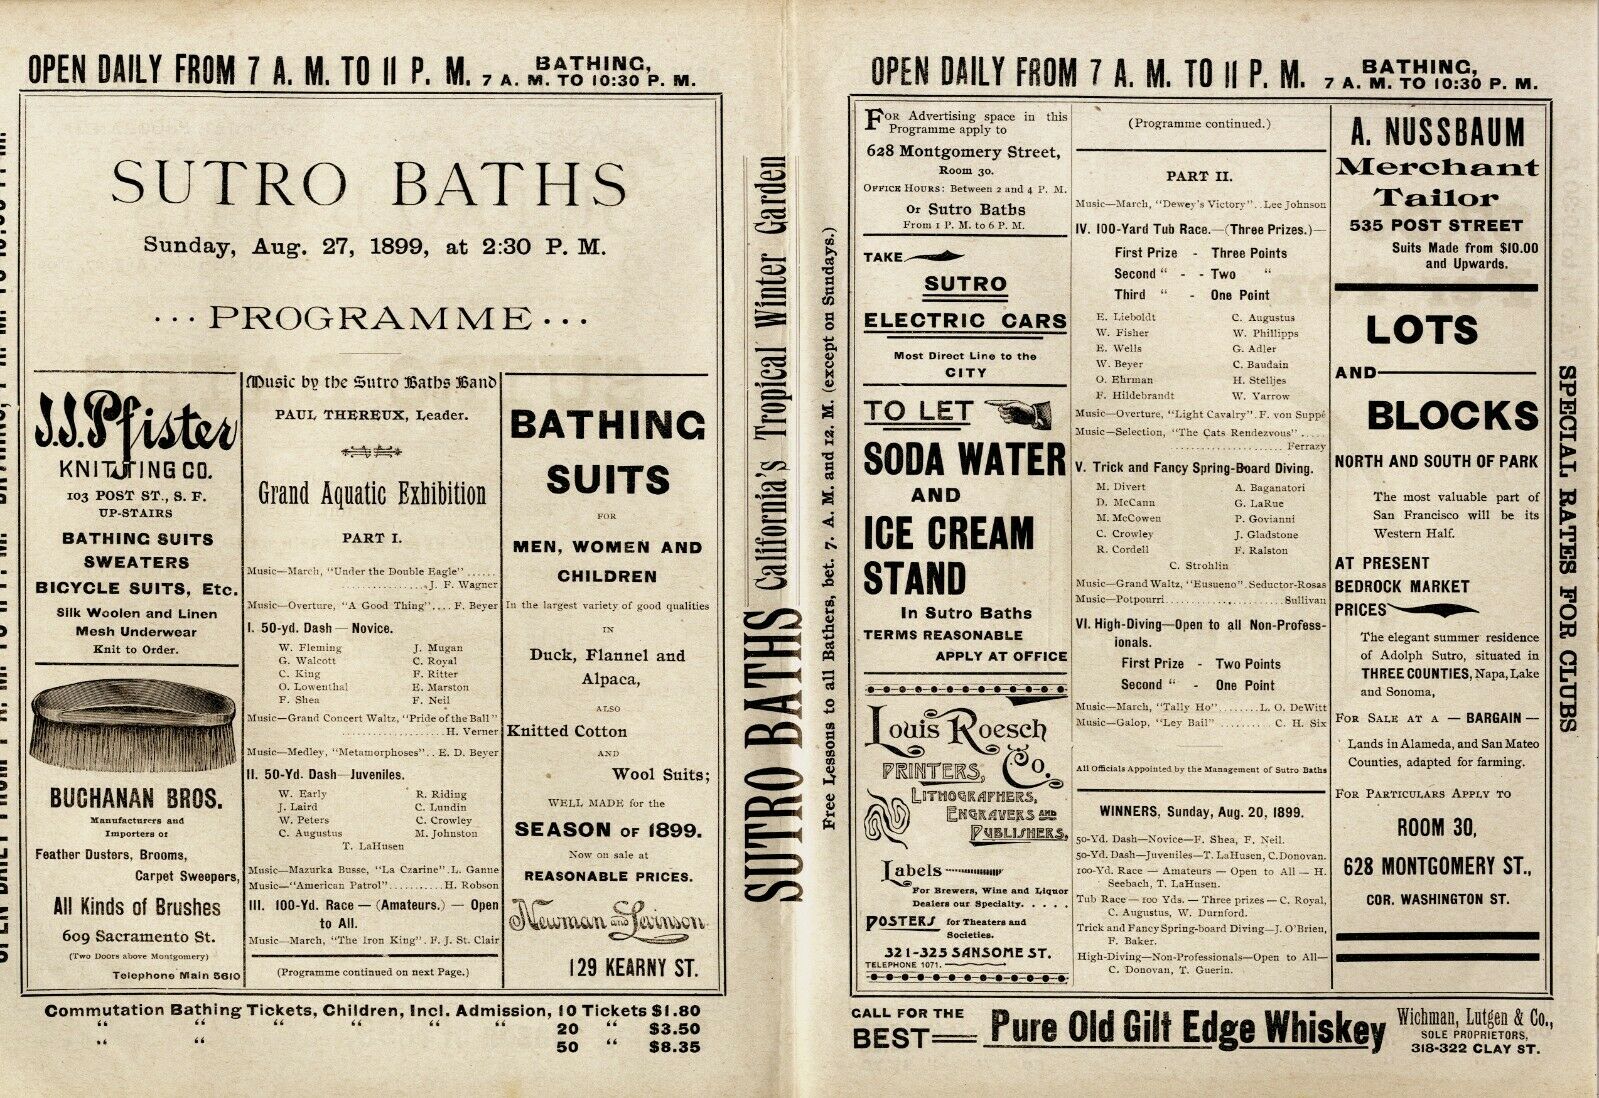 OPEN DAILY FROM 7 A. M. TO 11 P. M. BATHING, 7 A. M. TO 10:30 P. M.
SUTRO BATHS
Sunday, Aug. 27, 1899, at 2:30 P. M.
... PROGRAMME ...
J.J. Pfister
KNITTING CO.
103 POST ST., S. F.
UP-STAIRS
BATHING SUITS
SWEATERS
BICYCLE SUITS, Etc.
Silk Woolen and Linen
Mesh Underwear
Knit to Order.
BUCHANAN BROS.
Manufacturers and
Importers of
Feather Dusters, Brooms,
Carpet Sweepers,
All Kinds of Brushes
609 Sacramento St.
(Two Doors above Montgomery)
Telephone Main 5610
Music by the Sutro Baths Band
PAUL THEREUX, Leader.
Grand Aquatic Exhibition
PART I.
Music—March, "Under the Double Eagle" ......
....................J. F. Wagner
Music—Overture, "A Good Thing".... F. Beyer
I. 50-yd. Dash — Novice.
W. Fleming J. Mugan
G. Walcott C. Royal
C. King F. Ritter
O. Lowenthal E. Marston
F. Shea F. Neil
Music—Grand Concert Waltz, "Pride of the Ball"
........................H. Verner
Music—Medley, "Metamorphoses".. E. D. Beyer
II. 50-Yd. Dash—Juveniles.
W. Early R. Riding
J. Laird C. Lundin
W. Peters C. Crowley
C. Augustus M. Johnston
T. LaHusen
Music—Mazurka Busse, "La Czarine". L. Ganne
Music—"American Patrol"...........H. Robson
III. 100-Yd. Race — (Amateurs.) — Open
to All.
Music—March, "The Iron King". F. J. St. Clair
(Programme continued on next Page.)
BATHING
SUITS
FOR
MEN, WOMEN AND
CHILDREN
In the largest variety of good qualities
IN
Duck, Flannel and
Alpaca,
ALSO
Knitted Cotton
AND
Wool Suits;
WELL MADE for the
SEASON OF 1899.
Now on sale at
REASONABLE PRICES.
Newman and Levinson
129 KEARNY ST.
Commutation Bathing Tickets, Children, Incl. Admission, 10 Tickets $1.80
“ “ “ “ “ “ 20 “ $3.50
“ “ 50 “ $8.35
SUTRO BATHS California's Tropical Winter Garden
Free Lessons to all Bathers, bet. 7. A. M. and 12. M. (except on Sundays.)
OPEN DAILY FROM 7 A. M. TO 11 P. M. BATHING, 7 A. M. TO 10:30 P. M.
FOR Advertising space in this
Programme apply to
628 Montgomery Street,
Room 30.
OFFICE HOURS: Between 2 and 4 P. M.
Or Sutro Baths
From 1 P. M. to 6 P. M.
TAKE
SUTRO
ELECTRIC CARS
Most Direct Line to the
CITY
TO LET
SODA WATER
AND
ICE CREAM
STAND
In Sutro Baths
TERMS REASONABLE
APPLY AT OFFICE
Louis Roesch
Co.
PRINTERS,
LITHOGRAPHERS,
ENGRAVERS AND
PUBLISHERS,
Labels
For Brewers, Wine and Liquor
Dealers our Specialty. . . . .
POSTERS for Theaters and
Societies.
321-325 SANSOME ST.
TELEPHONE 1071.
(Programme continued.)
PART II.
Music—March, "Dewey's Victory".. Lee Johnson
IV. 100-Yard Tub Race.—(Three Prizes.)—
First Prize - Three Points
Second “ - - Two “
Third “ - One Point
E. Lieboldt C. Augustus
W. Fisher W. Phillipps
E. Wells G. Adler
W. Beyer C. Baudain
O. Ehrman H. Stelljes
F. Hildebrandt W. Yarrow
Music—Overture, "Light Cavalry". F. von Suppé
Music—Selection, "The Cats Rendezvous" .....
........................ Ferrazy
V. Trick and Fancy Spring-Board Diving.
M. Divert A. Baganatori
D. McCann G. LaRue
M. McCowen P. Govianni
C. Crowley J. Gladstone
R. Cordell F. Ralston
C. Strohlin
Music—Grand Waltz, "Eusueno". Seductor-Rosas
Music—Potpourri........................Sullivan
VI. High-Diving—Open to all Non-Profess-
ionals.
First Prize - Two Points
Second “ - One Point
Music—March, "Tally Ho"........L. O. DeWitt
Music—Galop, "Ley Bail" .......... C. H. Six
All Officials Appointed by the Management of Sutro Baths
WINNERS, Sunday, Aug. 20, 1899.
50-Yd. Dash—Novice—F. Shea, F. Neil.
50-Yd. Dash—Juveniles—T. LaHusen, C. Donovan.
100-Yd. Race — Amateurs — Open to All — H.
Seebach, T. LaHusen.
Tub Race — 100 Yds. — Three prizes — C. Royal,
C. Augustus, W. Durnford.
Trick and Fancy Spring-board Diving—J. O'Brien,
F. Baker.
High-Diving—Non-Professionals—Open to All—
C. Donovan, T. Guerin.
A. NUSSBAUM
Merchant
Tailor
535 POST STREET
Suits Made from $10.00
and Upwards.
LOTS
AND
BLOCKS
NORTH AND SOUTH OF PARK
The most valuable part of
San Francisco will be its
Western Half.
AT PRESENT
BEDROCK MARKET
PRICES
The elegant summer residence
of Adolph Sutro, situated in
THREE COUNTIES, Napa, Lake
and Sonoma,
FOR SALE AT A — BARGAIN —
Lands in Alameda, and San Mateo
Counties, adapted for farming.
FOR PARTICULARS APPLY TO
ROOM 30,
628 MONTGOMERY ST.,
COR. WASHINGTON ST.
SPECIAL RATES FOR CLUBS
CALL FOR THE
BEST
Pure Old Gilt Edge Whiskey
Wichman, Lutgen & Co.,
SOLE PROPRIETORS,
318-322 CLAY ST.